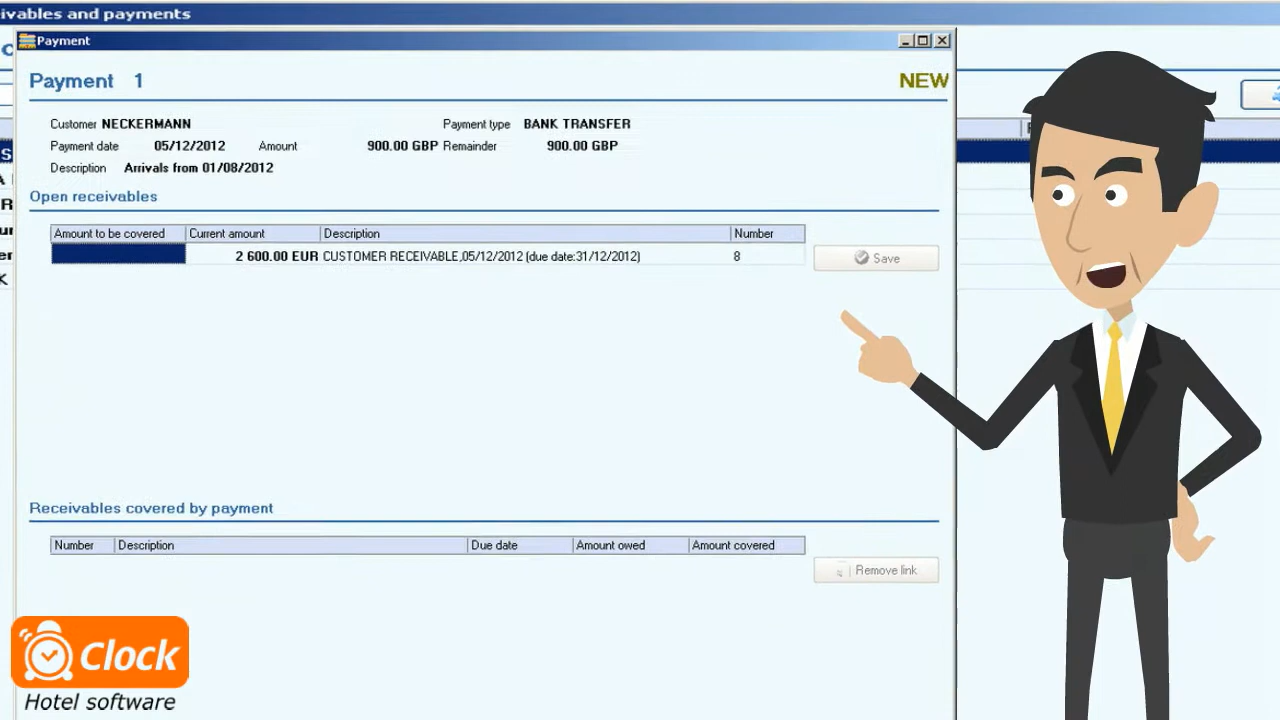 ivables and payments
Payment
Payment 1 NEW
Customer NECKERMANN Payment type BANK TRANSFER
Payment date 05/12/2012 Amount 900.00 GBP Remainder 900.00 GBP
Description Arrivals from 01/08/2012
Open receivables
Amount to be covered Current amount Description Number
2 600.00 EUR CUSTOMER RECEIVABLE,05/12/2012 (due date:31/12/2012) 8
Save
Receivables covered by payment
Number Description Due date Amount owed Amount covered
Remove link
Clock
Hotel software